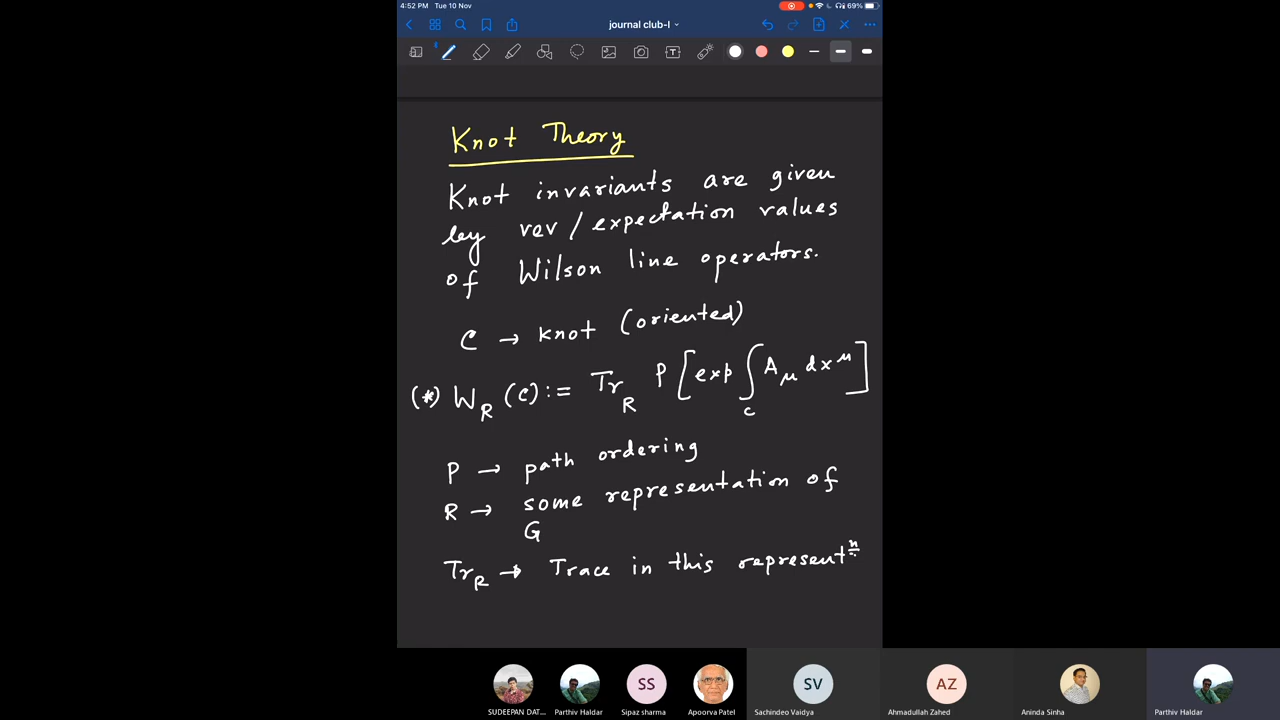 4:52 PM Tue 10 Nov
69%
journal club-I
Knot Theory
Knot invariants are given
by vev / expectation values
of Wilson line operators.
C → knot (oriented)
(*) W_R (C) := Tr_R P [exp ∫_C A_μ dx^μ]
P → path ordering
R → some representation of
G
Tr_R → Trace in this represent^n
SS
SV
AZ
SUDEEPAN DAT...
Parthiv Haldar
Sipaz sharma
Apoorva Patel
Sachindeo Vaidya
Ahmadullah Zahed
Aninda Sinha
Parthiv Haldar